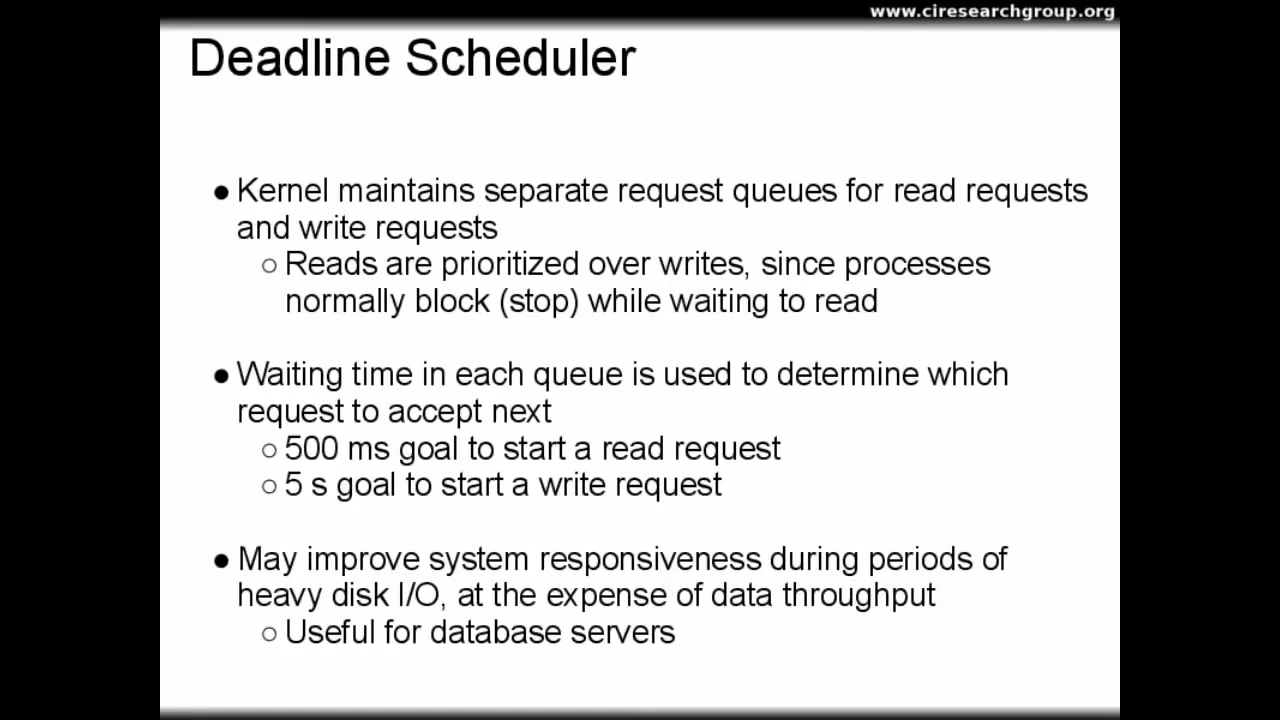 www.ciresearchgroup.org
Deadline Scheduler
● Kernel maintains separate request queues for read requests
and write requests
○ Reads are prioritized over writes, since processes
normally block (stop) while waiting to read
● Waiting time in each queue is used to determine which
request to accept next
○ 500 ms goal to start a read request
○ 5 s goal to start a write request
● May improve system responsiveness during periods of
heavy disk I/O, at the expense of data throughput
○ Useful for database servers